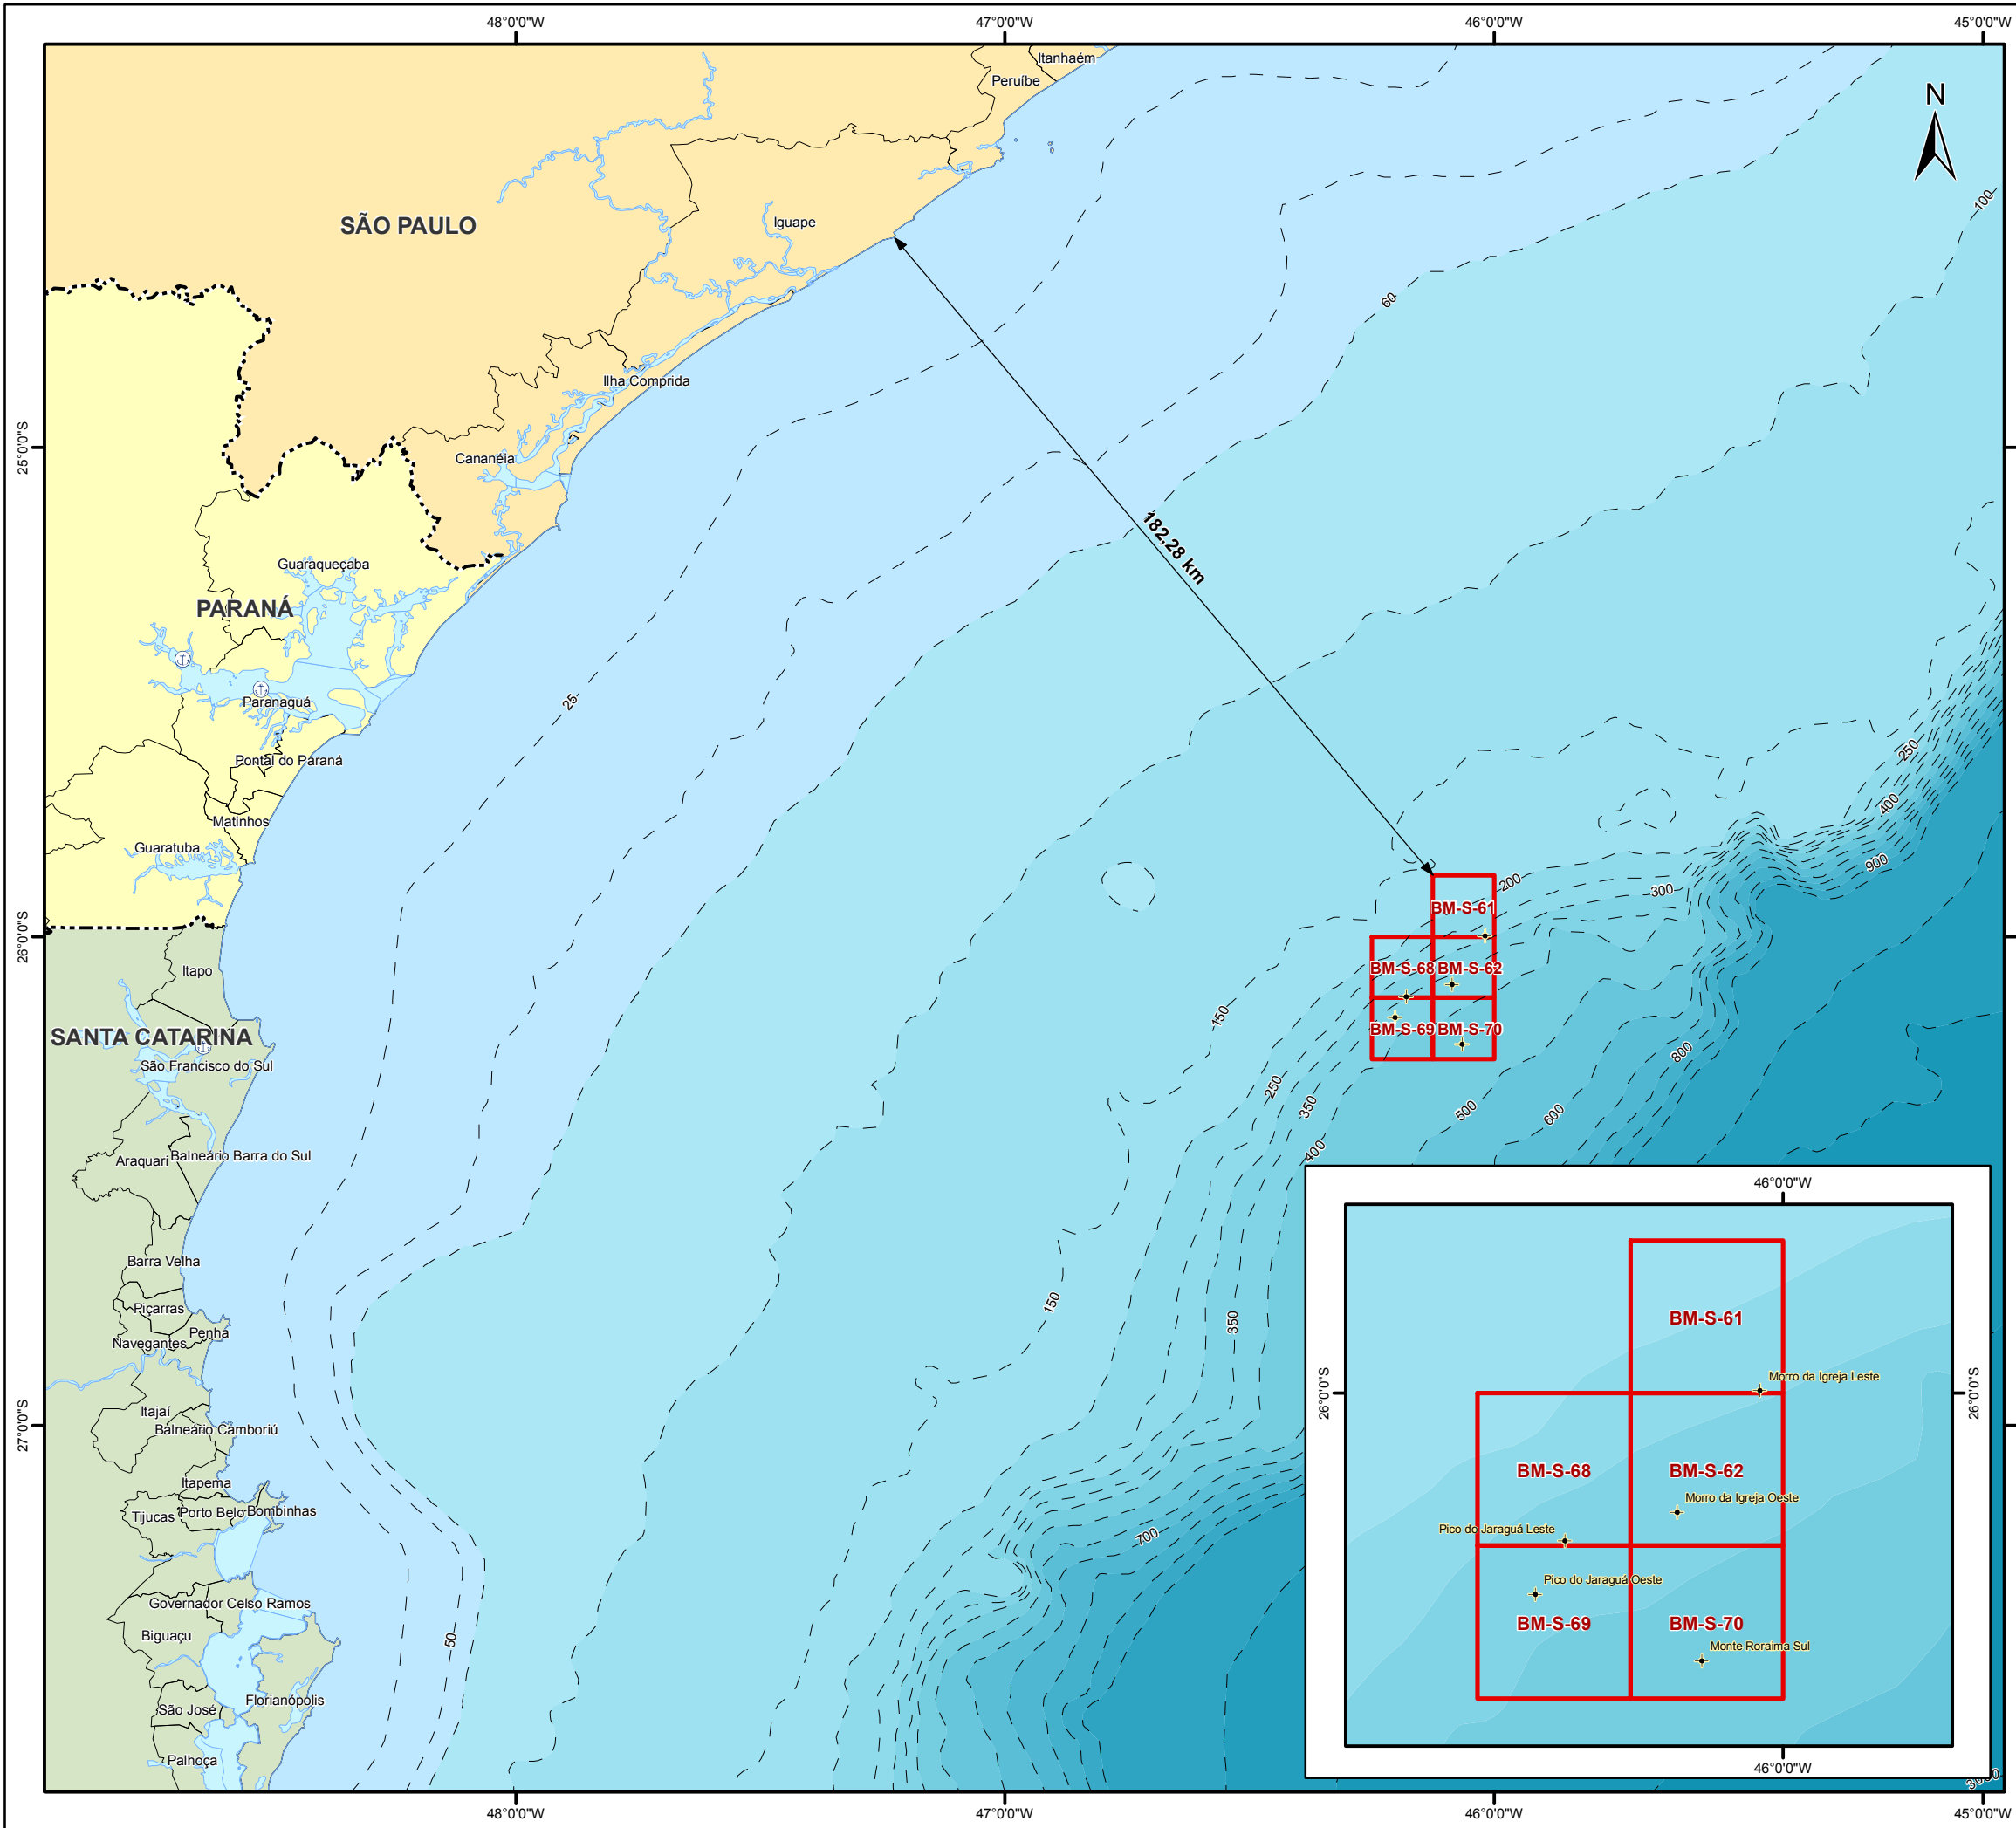 48°0'0"W
47°0'0"W
46°0'0"W
45°0'0"W
Itanhaém
Peruíbe
N
SÃO PAULO
Iguape
100
60
Ilha Comprida
25°0'0"S
Cananéia
182,28 km
Guaraqueçaba
PARANÁ
25
Paranaguá
Pontal do Paraná
250
400
Matinhos
Guaratuba
900
200
300
BM-S-61
26°0'0"S
Itapo
BM-S-68
BM-S-62
150
BM-S-69
BM-S-70
SANTA CATARINA
São Francisco do Sul
800
250
350
500
600
400
Araquari
Balneário Barra do Sul
Barra Velha
150
350
Piçarras
Penha
Navegantes
Itajaí
Balneário Camboriú
27°0'0"S
Itapema
Tijucas
Porto Belo
Bombinhas
700
Governador Celso Ramos
Biguaçu
50
Florianópolis
São José
Palhoça
46°0'0"W
BM-S-61
Morro da Igreja Leste
26°0'0"S
26°0'0"S
BM-S-68
BM-S-62
Morro da Igreja Oeste
Pico do Jaraguá Leste
Pico do Jaraguá Oeste
BM-S-69
BM-S-70
Monte Roraima Sul
46°0'0"W
48°0'0"W
47°0'0"W
46°0'0"W
45°0'0"W